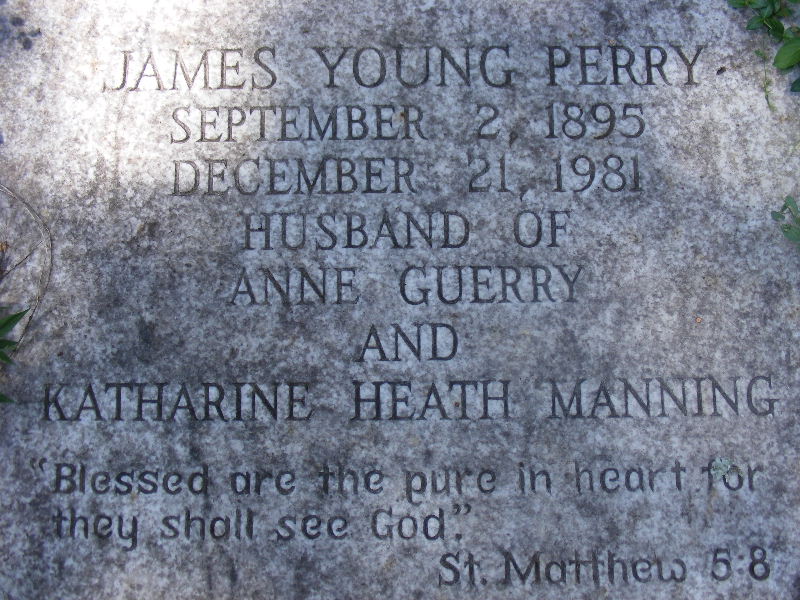 JAMES YOUNG PERRY
SEPTEMBER 2, 1895
DECEMBER 21, 1981
HUSBAND OF
ANNE GUERRY
AND
KATHARINE HEATH MANNING
"Blessed are the pure in heart for
they shall see God".
St. Matthew 5:8